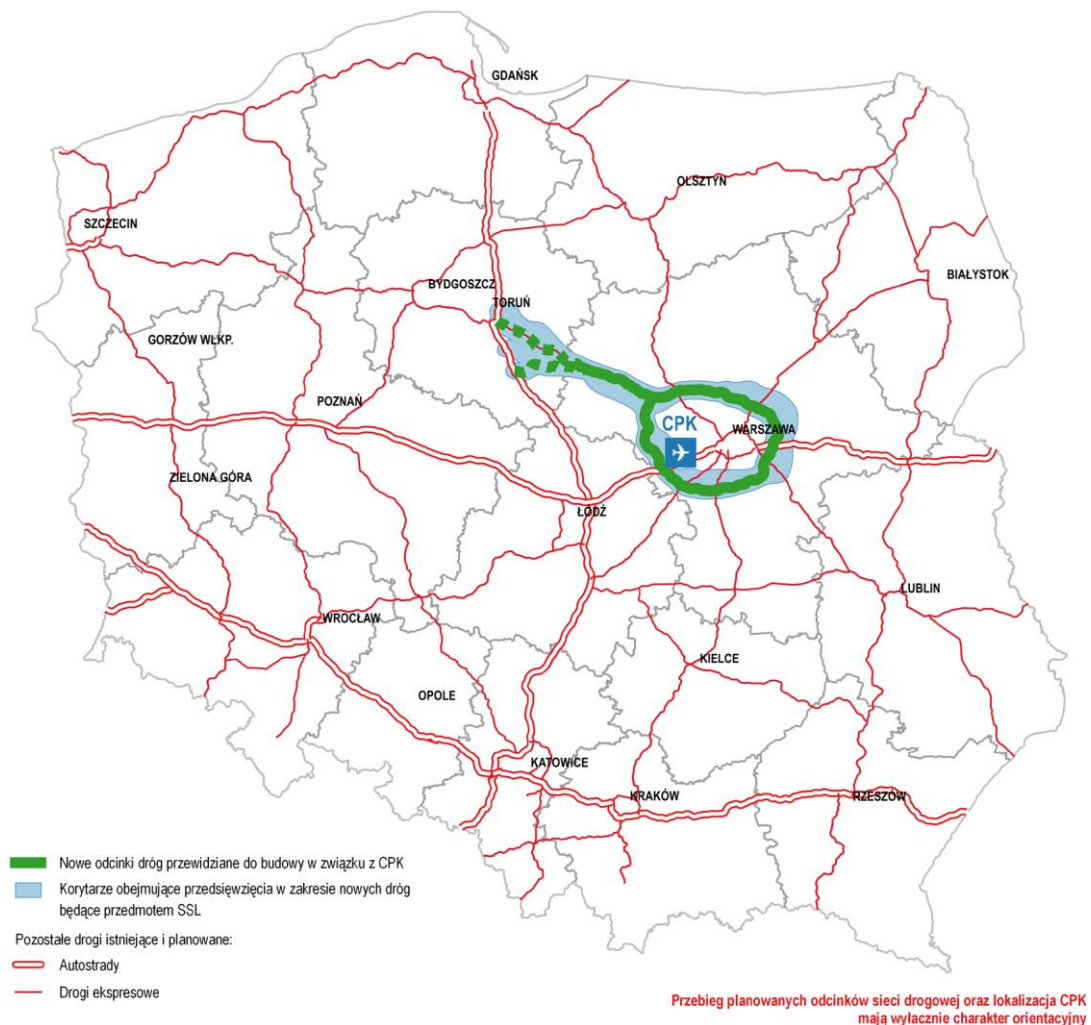 GDAŃSK
OLSZTYN
SZCZECIN
BIAŁYSTOK
BYDGOSZCZ
TORUŃ
GORZÓW WŁKP.
POZNAŃ
CPK
WARSZAWA
ZIELONA GÓRA
ŁÓDŹ
LUBLIN
WROCŁAW
KIELCE
OPOLE
KATOWICE
KRAKÓW
RZESZÓW
Nowe odcinki dróg przewidziane do budowy w związku z CPK
Korytarze obejmujące przedsięwzięcia w zakresie nowych dróg
będące przedmotem SSL
Pozostałe drogi istniejące i planowane:
Autostrady
Drogi ekspresowe
Przebieg planowanych odcinków sieci drogowej oraz lokalizacja CPK
mają wyłącznie charakter orientacyjny